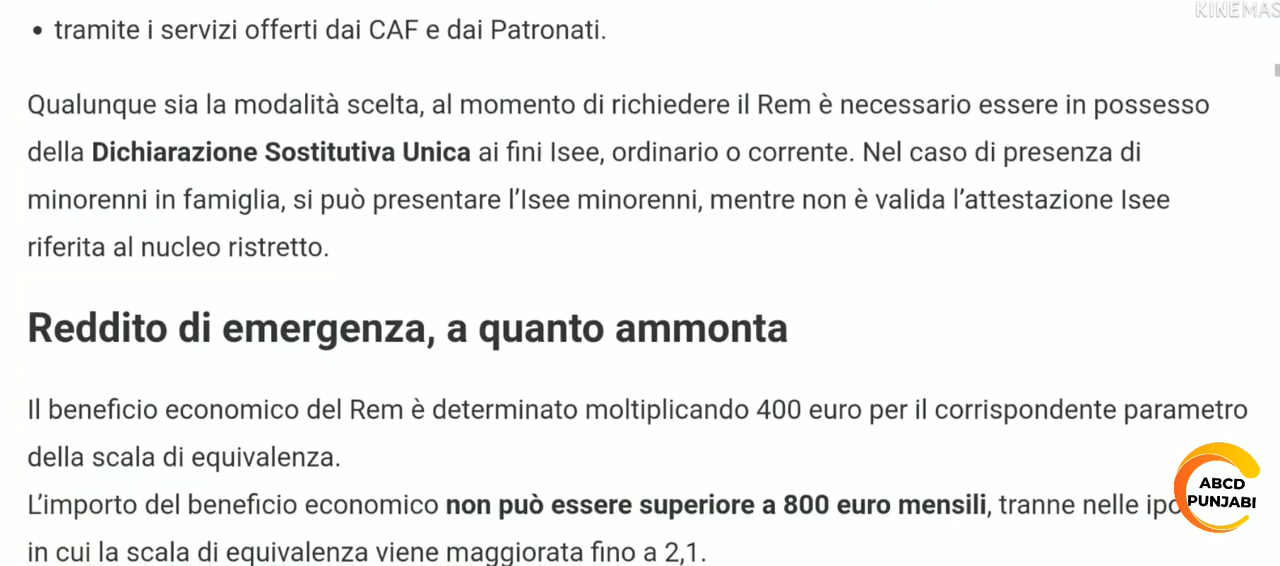 KINEMAS
• tramite i servizi offerti dai CAF e dai Patronati.
Qualunque sia la modalità scelta, al momento di richiedere il Rem è necessario essere in possesso
della Dichiarazione Sostitutiva Unica ai fini Isee, ordinario o corrente. Nel caso di presenza di
minorenni in famiglia, si può presentare l’Isee minorenni, mentre non è valida l’attestazione Isee
riferita al nucleo ristretto.
Reddito di emergenza, a quanto ammonta
Il beneficio economico del Rem è determinato moltiplicando 400 euro per il corrispondente parametro
della scala di equivalenza.
L’importo del beneficio economico non può essere superiore a 800 euro mensili, tranne nelle ipo
in cui la scala di equivalenza viene maggiorata fino a 2,1.
ABCD
PUNJABI